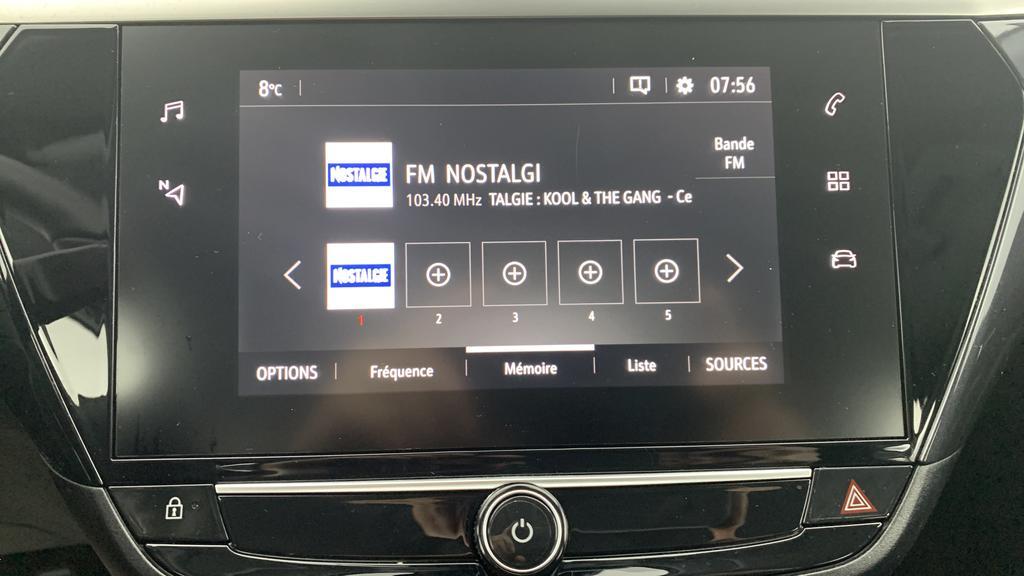 8°C
07:56
N
NOSTALGIE
FM NOSTALGI
103.40 MHz TALGIE : KOOL & THE GANG - Ce
Bande
FM
NOSTALGIE
1 2 3 4 5
OPTIONS Fréquence Mémoire Liste SOURCES